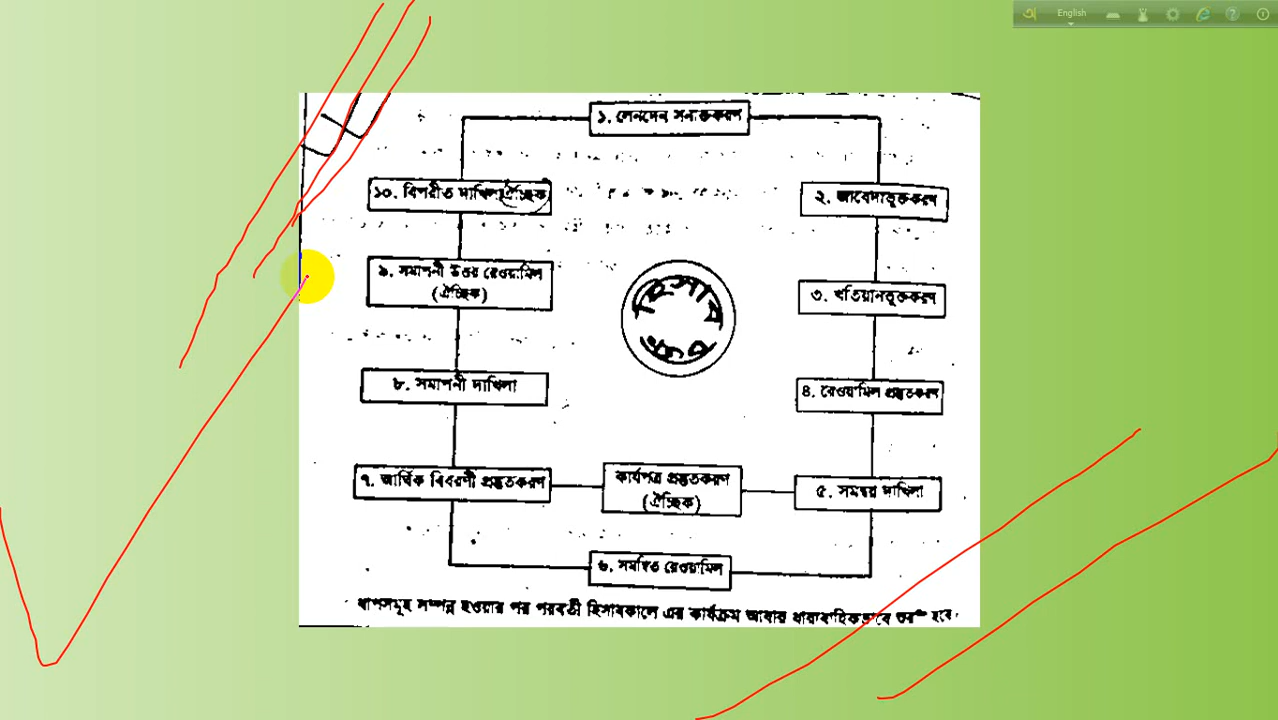 English
১. লেনদেন সনাক্তকরণ
১০. বিপরীত দাখিলা(ঐচ্ছিক)
২. জাবেদাভুক্তকরণ
৯. সমাপনী উত্তর রেওয়ামিল
(ঐচ্ছিক)
৩. খতিয়ানভুক্তকরণ
হিসাব
চক্র
৮. সমাপনী দাখিলা
৪. রেওয়ামিল প্রস্তুতকরণ
৭. আর্থিক বিবরণী প্রস্তুতকরণ
কার্যপত্র প্রস্তুতকরণ
(ঐচ্ছিক)
৫. সমন্বয় দাখিলা
৬. সমন্বিত রেওয়ামিল
ধাপসমূহ সম্পন্ন হওয়ার পর পরবর্তী হিসাবকালে এর কার্যক্রম আবার ধারাবাহিকভাবে শুরু হবে।